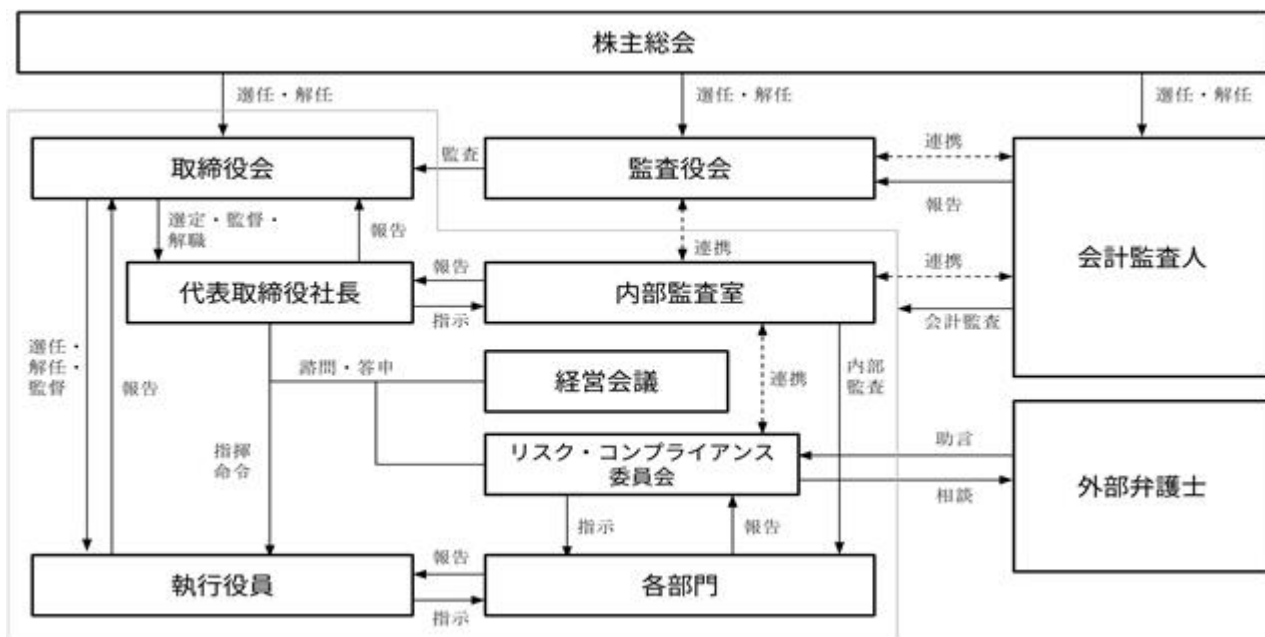 株主総会
選任・解任
選任・解任
選任・解任
取締役会
監査
監査役会
連携
報告
会計監査人
選定・監督・
解職
報告
連携
代表取締役社長
報告
指示
内部監査室
連携
会計監査
選任・
解任・
監督
報告
諮問・答申
経営会議
連携
内部
監査
指揮
命令
リスク・コンプライアンス
委員会
助言
相談
外部弁護士
指示
報告
執行役員
報告
指示
各部門